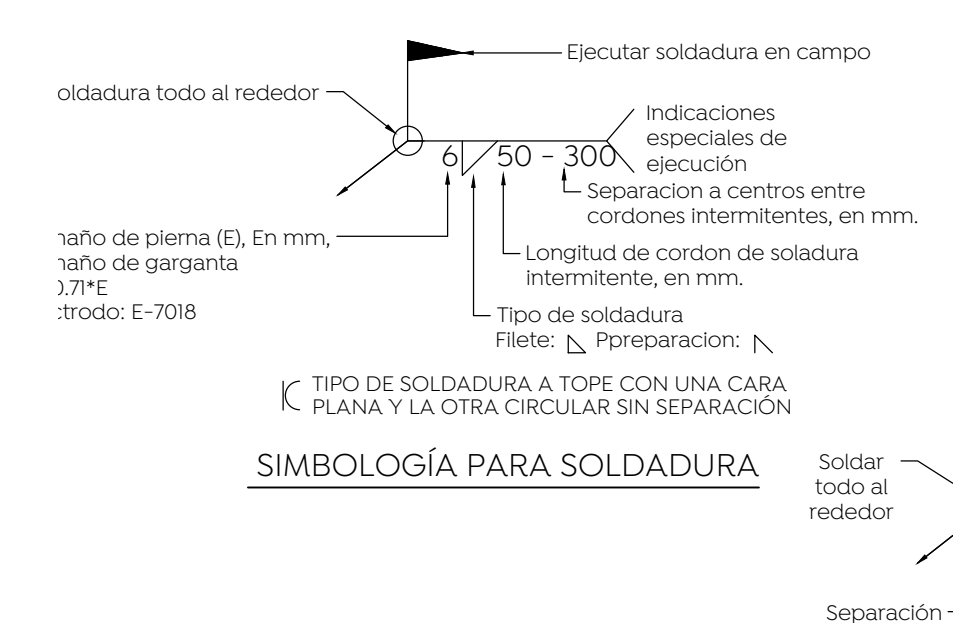 Ejecutar soldadura en campo
oldadura todo al rededor
Indicaciones
especiales de
ejecución
6 50 - 300
Separacion a centros entre
cordones intermitentes, en mm.
naño de pierna (E), En mm,
naño de garganta
0.71*E
ctrodo: E-7018
Longitud de cordon de soladura
intermitente, en mm.
Tipo de soldadura
Filete: Ppreparacion:
TIPO DE SOLDADURA A TOPE CON UNA CARA
PLANA Y LA OTRA CIRCULAR SIN SEPARACIÓN
SIMBOLOGÍA PARA SOLDADURA
Soldar
todo al
rededor
Separación